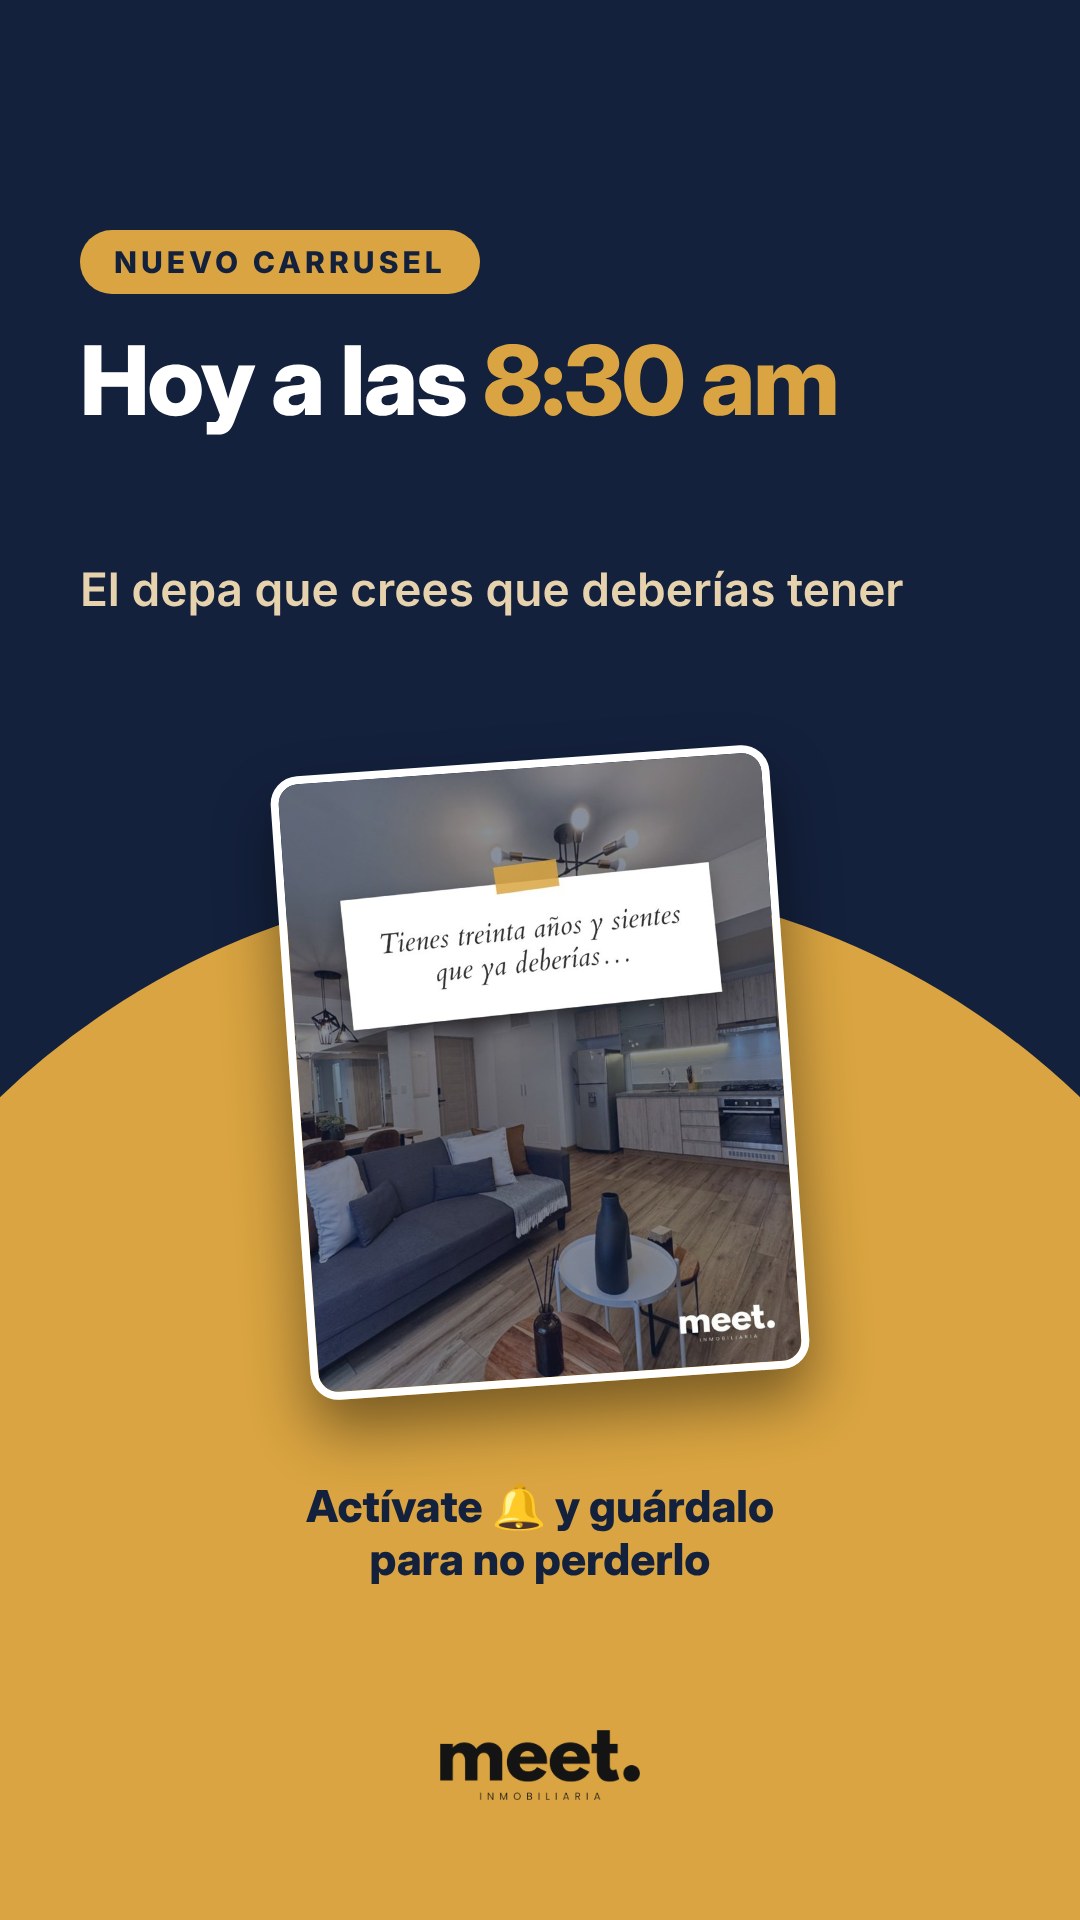 NUEVO CARRUSEL
Hoy a las 8:30 am
El depa que crees que deberías tener
Tienes treinta años y sientes
que ya deberías...
meet.
INMOBILIARIA
Actívate 🔔 y guárdalo
para no perderlo
meet.
INMOBILIARIA